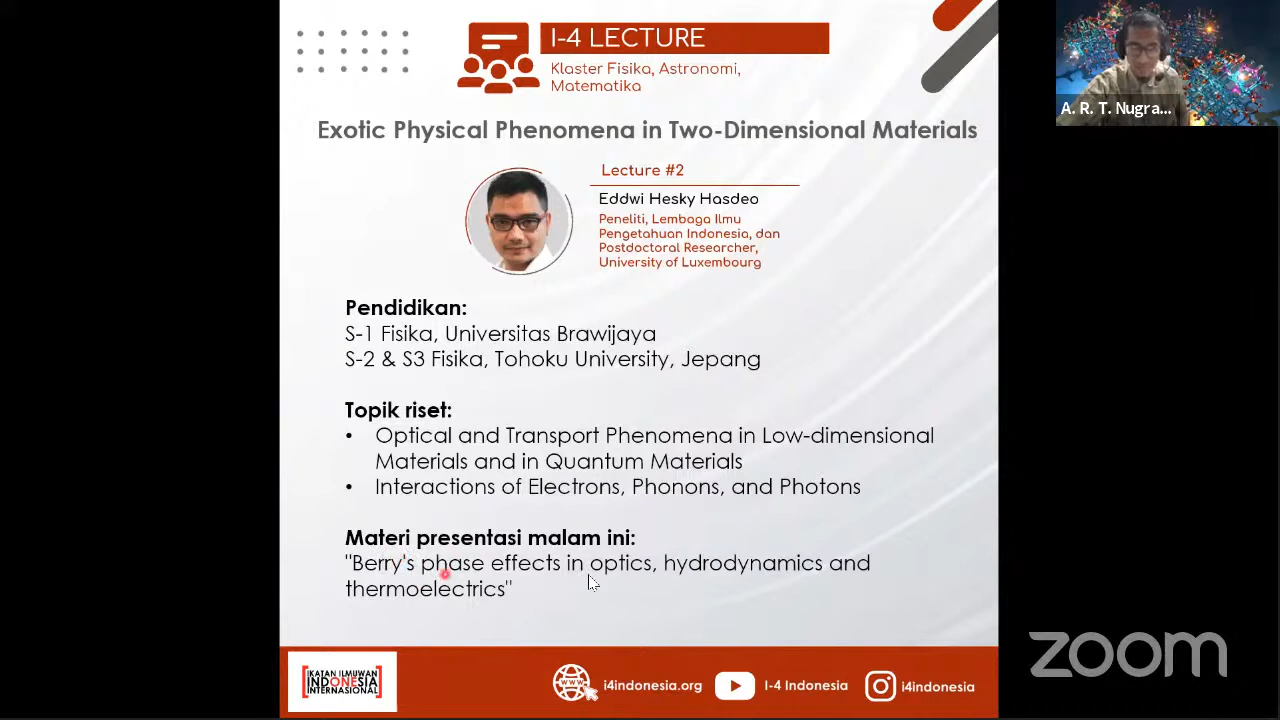 I-4 LECTURE
Klaster Fisika, Astronomi,
Matematika
A. R. T. Nugra...
Exotic Physical Phenomena in Two-Dimensional Materials
Lecture #2
Eddwi Hesky Hasdeo
Peneliti, Lembaga Ilmu
Pengetahuan Indonesia, dan
Postdoctoral Researcher,
University of Luxembourg
Pendidikan:
S-1 Fisika, Universitas Brawijaya
S-2 & S3 Fisika, Tohoku University, Jepang
Topik riset:
• Optical and Transport Phenomena in Low-dimensional
Materials and in Quantum Materials
• Interactions of Electrons, Phonons, and Photons
Materi presentasi malam ini:
"Berry's phase effects in optics, hydrodynamics and
thermoelectrics"
IKATAN ILMUWAN
INDONESIA
INTERNASIONAL
i4indonesia.org
I-4 Indonesia
i4indonesia
zoom